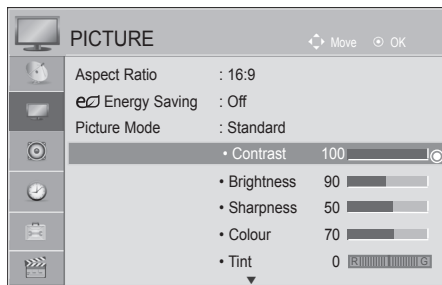 PICTURE Move OK
Aspect Ratio : 16:9
Energy Saving : Off
Picture Mode : Standard
• Contrast 100
• Brightness 90
• Sharpness 50
• Colour 70
• Tint 0 R G